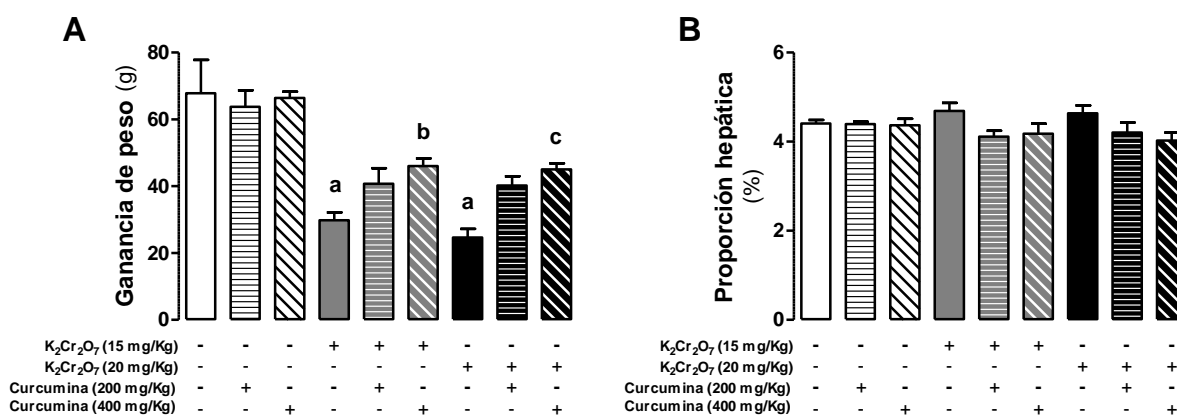 A
Ganancia de peso (g)
80
60
40
20
0
a
b
a
c
K₂Cr₂O₇ (15 mg/Kg) - - - + + + - - -
K₂Cr₂O₇ (20 mg/Kg) - - - - - - + + +
Curcumina (200 mg/Kg) - + - - + - - + -
Curcumina (400 mg/Kg) - - + - - + - - +
B
Proporción hepática
(%)
6
4
2
0
K₂Cr₂O₇ (15 mg/Kg) - - - + + + - - -
K₂Cr₂O₇ (20 mg/Kg) - - - - - - + + +
Curcumina (200 mg/Kg) - + - - + - - + -
Curcumina (400 mg/Kg) - - + - - + - - +